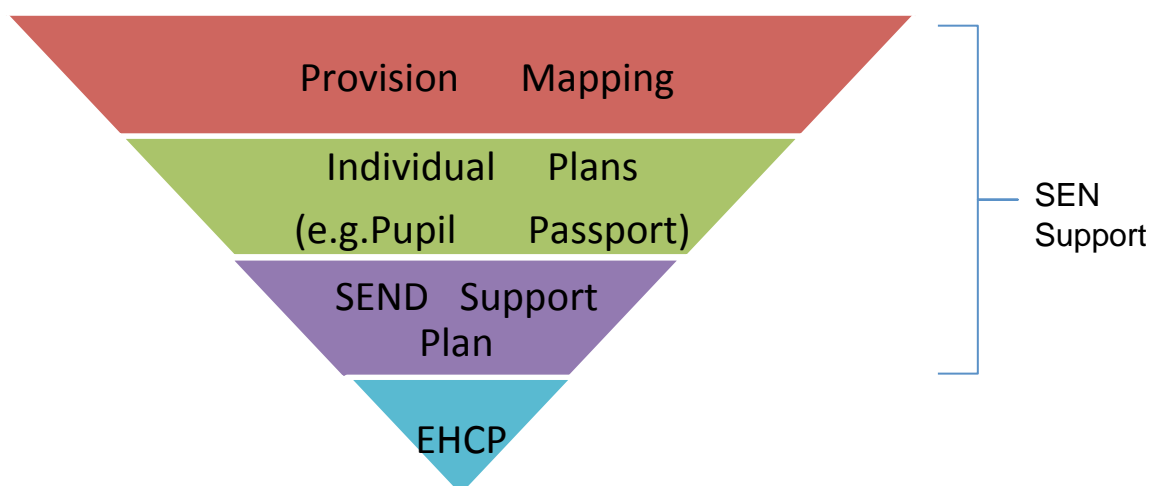 Provision Mapping
Individual Plans
(e.g.Pupil Passport)
SEND Support
Plan
EHCP
SEN
Support